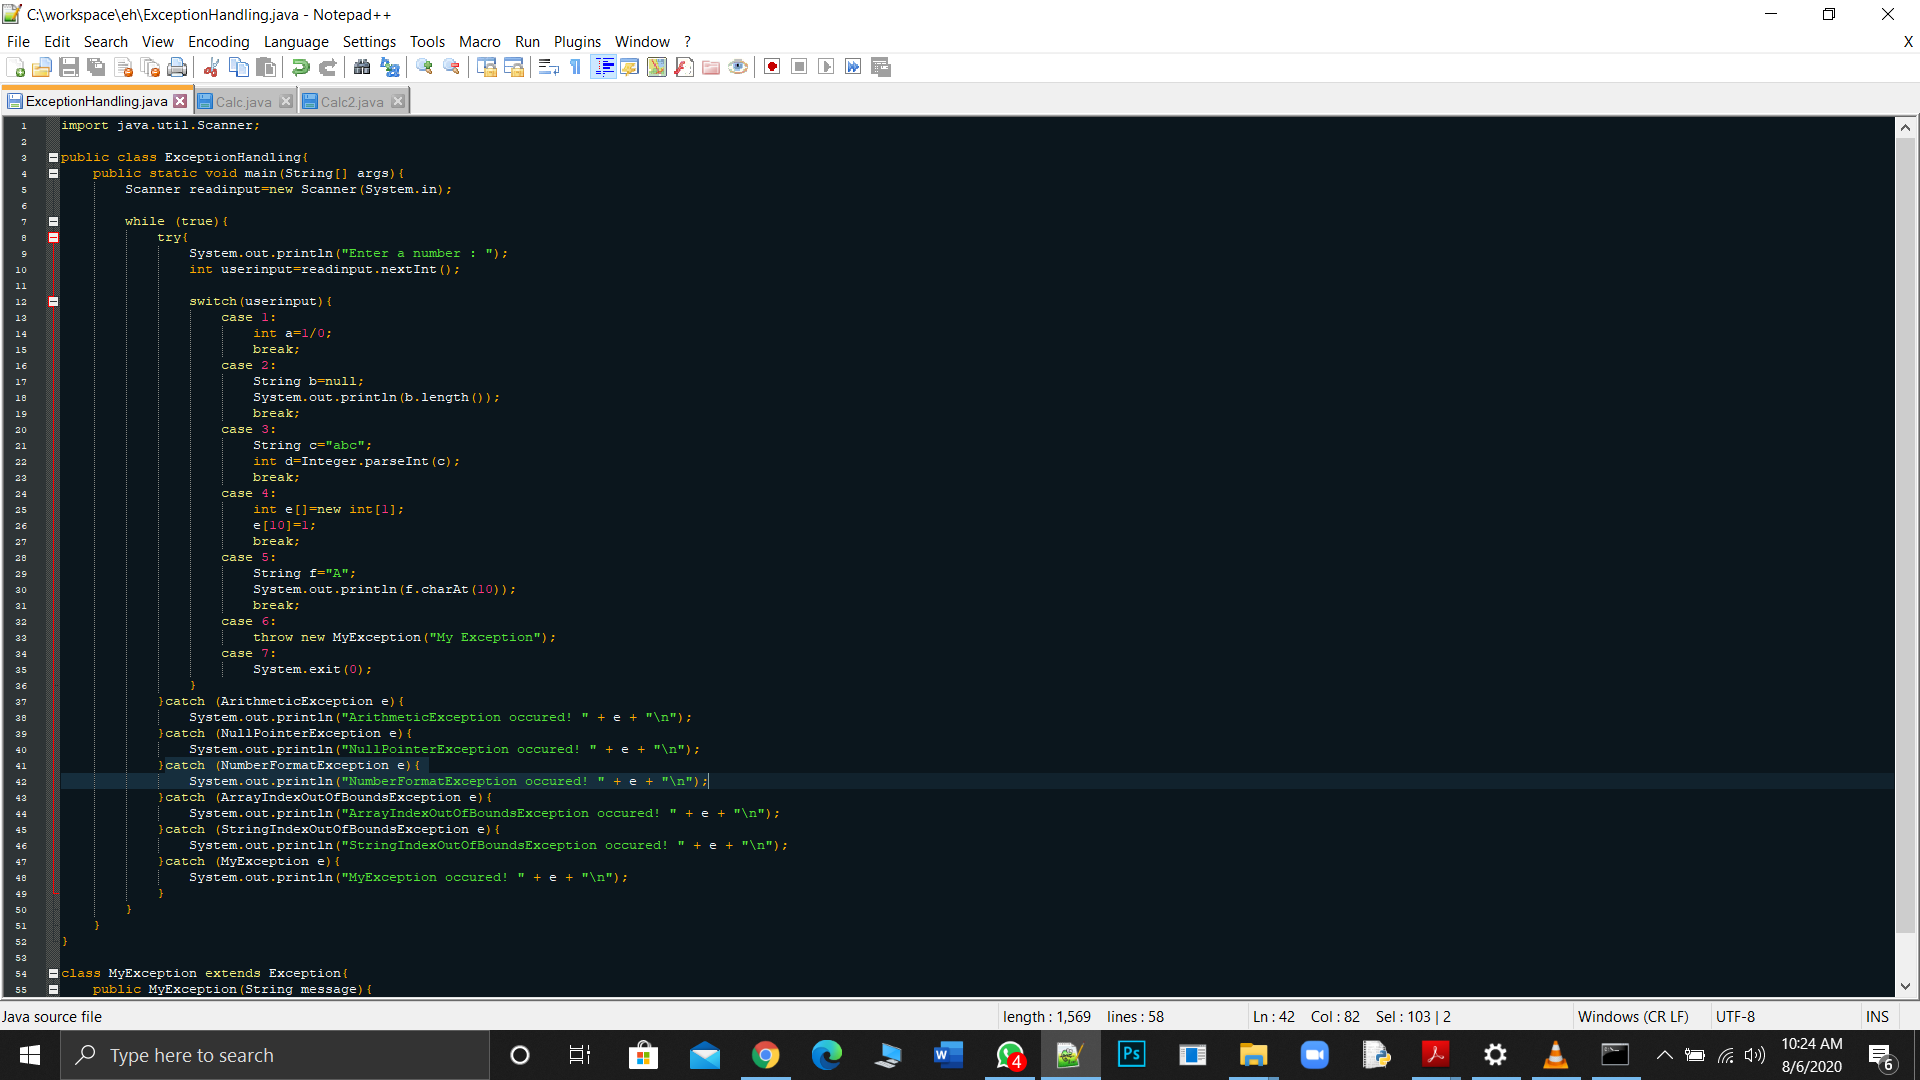 C:\workspace\eh\ExceptionHandling.java - Notepad++
File Edit Search View Encoding Language Settings Tools Macro Run Plugins Window ? X
ExceptionHandling.java Calc.java Calc2.java
1 import java.util.Scanner;
2
3 public class ExceptionHandling{
4 public static void main(String[] args){
5 Scanner readinput=new Scanner(System.in);
6
7 while (true){
8 try{
9 System.out.println("Enter a number : ");
10 int userinput=readinput.nextInt();
11
12 switch(userinput){
13 case 1:
14 int a=1/0;
15 break;
16 case 2:
17 String b=null;
18 System.out.println(b.length());
19 break;
20 case 3:
21 String c="abc";
22 int d=Integer.parseInt(c);
23 break;
24 case 4:
25 int e[]=new int[1];
26 e[10]=1;
27 break;
28 case 5:
29 String f="A";
30 System.out.println(f.charAt(10));
31 break;
32 case 6:
33 throw new MyException("My Exception");
34 case 7:
35 System.exit(0);
36 }
37 }catch (ArithmeticException e){
38 System.out.println("ArithmeticException occured! " + e + "\n");
39 }catch (NullPointerException e){
40 System.out.println("NullPointerException occured! " + e + "\n");
41 }catch (NumberFormatException e){
42 System.out.println("NumberFormatException occured! " + e + "\n");
43 }catch (ArrayIndexOutOfBoundsException e){
44 System.out.println("ArrayIndexOutOfBoundsException occured! " + e + "\n");
45 }catch (StringIndexOutOfBoundsException e){
46 System.out.println("StringIndexOutOfBoundsException occured! " + e + "\n");
47 }catch (MyException e){
48 System.out.println("MyException occured! " + e + "\n");
49 }
50 }
51 }
52 }
53
54 class MyException extends Exception{
55 public MyException(String message){
Java source file length : 1,569 lines : 58 Ln : 42 Col : 82 Sel : 103 | 2 Windows (CR LF) UTF-8 INS
Type here to search 4 Ps 10:24 AM 6
8/6/2020